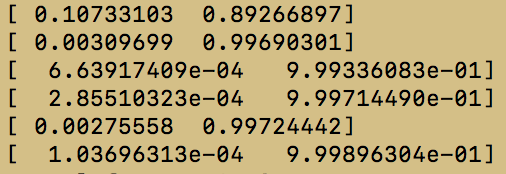 [ 0.10733103  0.89266897]
[ 0.00309699  0.99690301]
[  6.63917409e-04   9.99336083e-01]
[  2.85510323e-04   9.99714490e-01]
[ 0.00275558  0.99724442]
[  1.03696313e-04   9.99896304e-01]